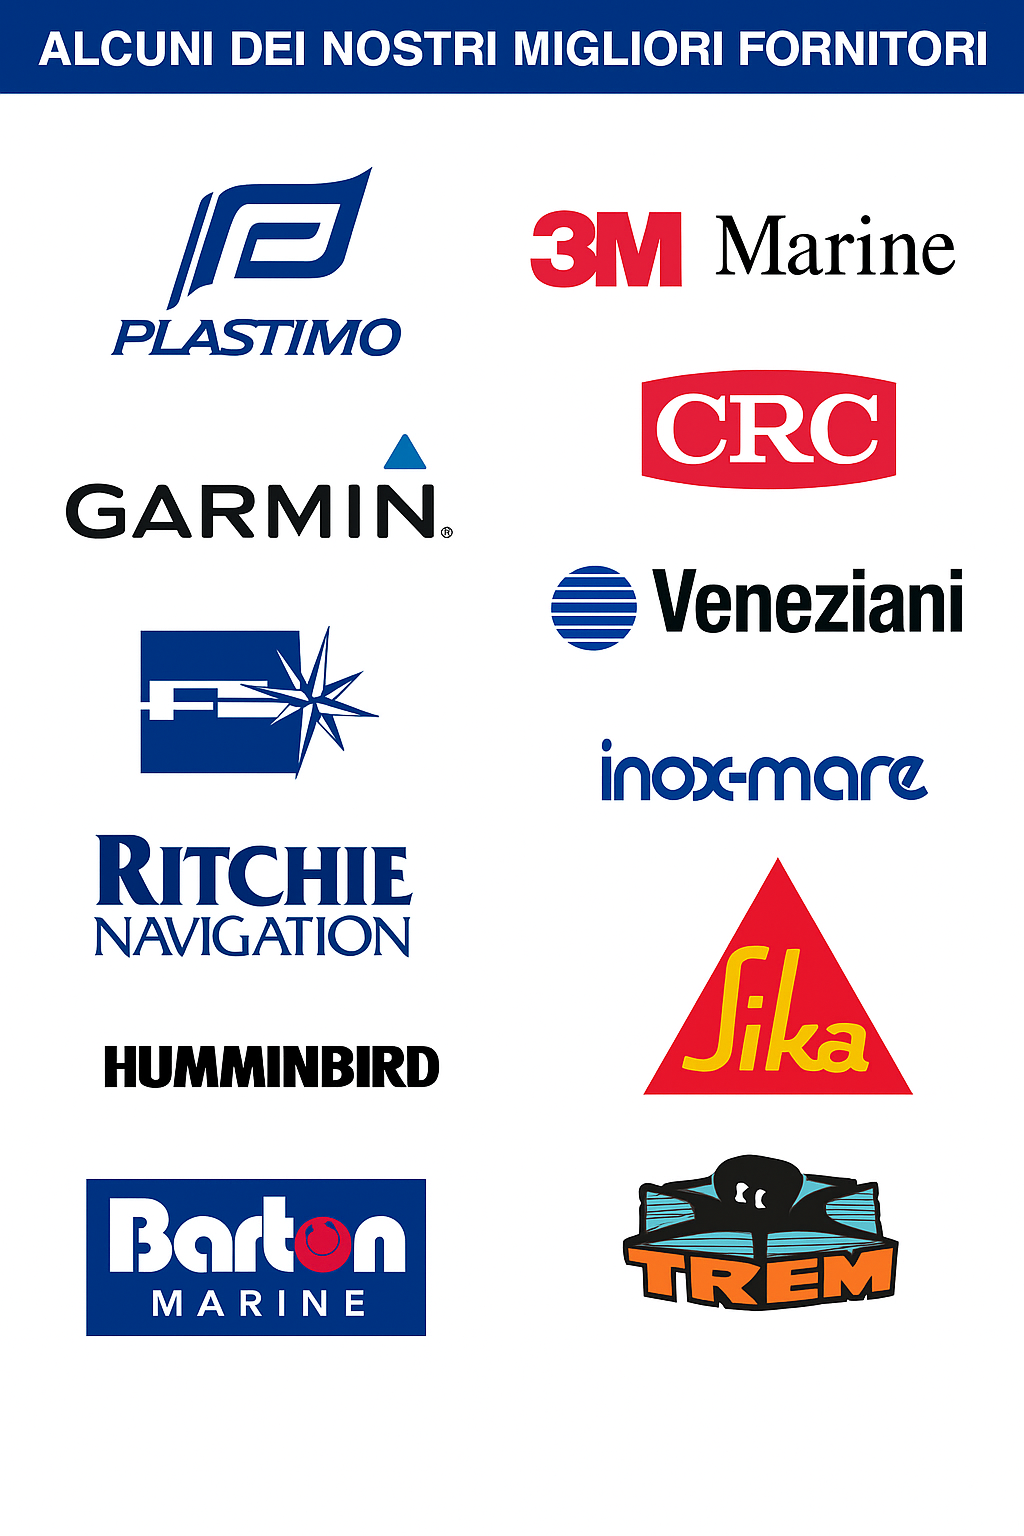 ALCUNI DEI NOSTRI MIGLIORI FORNITORI
PLASTIMO
GARMIN®
FE
RITCHIE
NAVIGATION
HUMMINBIRD
Barton
MARINE
3M Marine
CRC
Veneziani
inox-mare
Sika
TREM